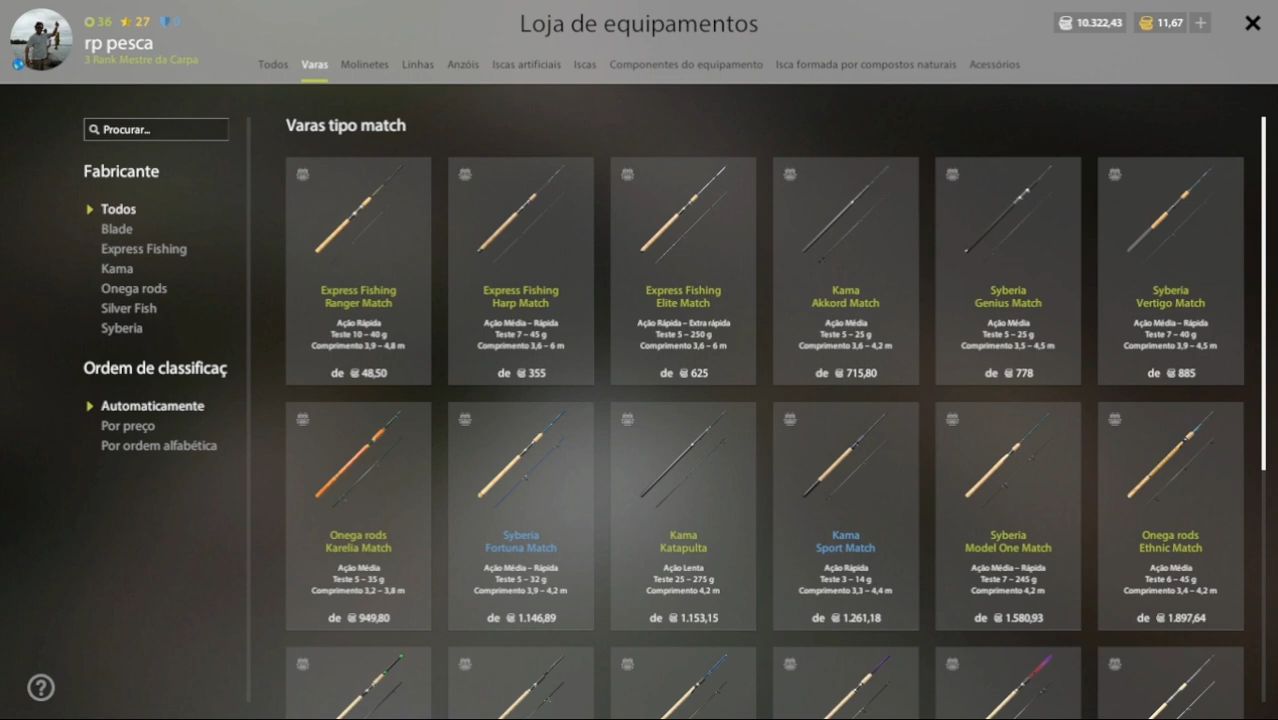 36 27 0
Loja de equipamentos
10.322,43
11,67
rp pesca
3 Rank Mestre da Carpa
Todos Varas Molinetes Linhas Anzóis Iscas artificiais Iscas Componentes do equipamento Isca formada por compostos naturais Acessórios
Procurar...
Fabricante
Todos
Blade
Express Fishing
Kama
Onega rods
Silver Fish
Syberia
Ordem de classificaç
Automaticamente
Por preço
Por ordem alfabética
Varas tipo match
Express Fishing
Ranger Match
Ação Rápida
Teste 10 – 40 g
Comprimento 3,9 – 4,8 m
de 48,50
Express Fishing
Harp Match
Ação Média – Rápida
Teste 7 – 45 g
Comprimento 3,6 – 6 m
de 355
Express Fishing
Elite Match
Ação Rápida – Extra rápida
Teste 5 – 250 g
Comprimento 3,6 – 6 m
de 625
Kama
Akkord Match
Ação Média
Teste 5 – 25 g
Comprimento 3,6 – 4,2 m
de 715,80
Syberia
Genius Match
Ação Média
Teste 5 – 25 g
Comprimento 3,5 – 4,5 m
de 778
Syberia
Vertigo Match
Ação Média – Rápida
Teste 7 – 40 g
Comprimento 3,9 – 4,5 m
de 885
Onega rods
Karelia Match
Ação Média – Rápida
Teste 5 – 35 g
Comprimento 3,2 – 3,8 m
de 949,80
Syberia
Fortuna Match
Ação Média – Rápida
Teste 5 – 32 g
Comprimento 3,9 – 4,2 m
de 1.146,89
Kama
Katapulta
Ação Lenta
Teste 25 – 275 g
Comprimento 4,2 m
de 1.153,15
Kama
Sport Match
Ação Média
Teste 3 – 14 g
Comprimento 3,3 – 4,4 m
de 1.261,18
Syberia
Model One Match
Ação Média – Rápida
Teste 7 – 245 g
Comprimento 4,2 m
de 1.580,93
Onega rods
Ethnic Match
Ação Média
Teste 6 – 45 g
Comprimento 3,4 – 4,2 m
de 1.897,64
?